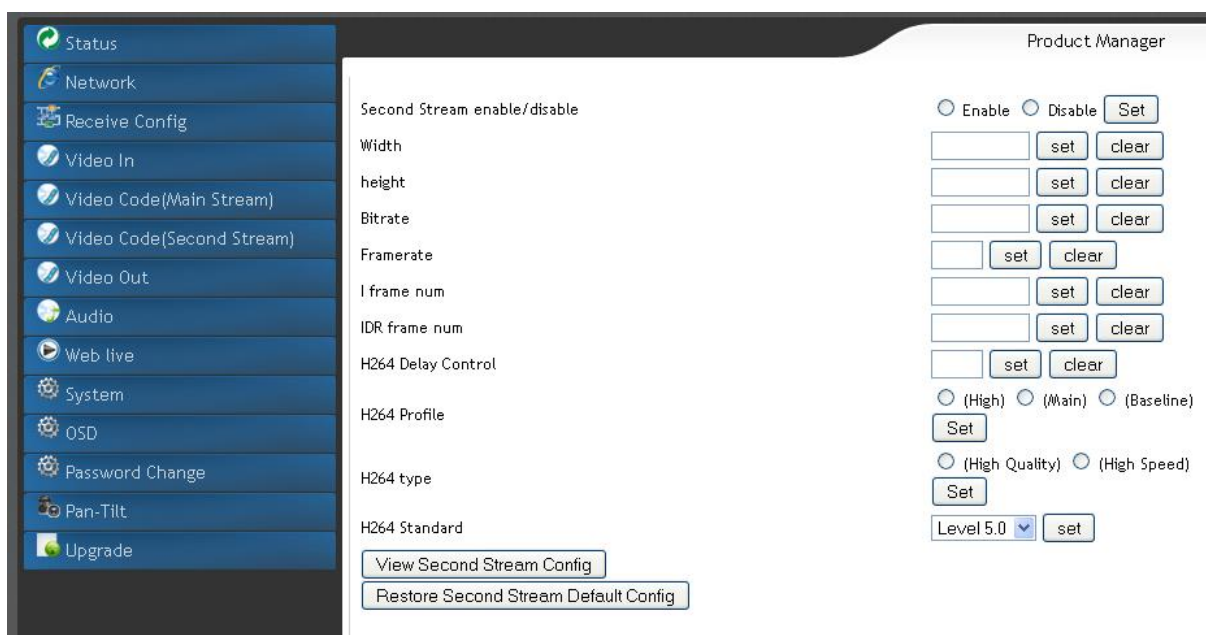 Status
Network
Receive Config
Video In
Video Code(Main Stream)
Video Code(Second Stream)
Video Out
Audio
Web live
System
OSD
Password Change
Pan-Tilt
Upgrade
Product Manager
Second Stream enable/disable Enable Disable Set
Width set clear
height set clear
Bitrate set clear
Framerate set clear
I frame num set clear
IDR frame num set clear
H264 Delay Control set clear
H264 Profile (High) (Main) (Baseline)
Set
H264 type (High Quality) (High Speed)
Set
H264 Standard Level 5.0 set
View Second Stream Config
Restore Second Stream Default Config